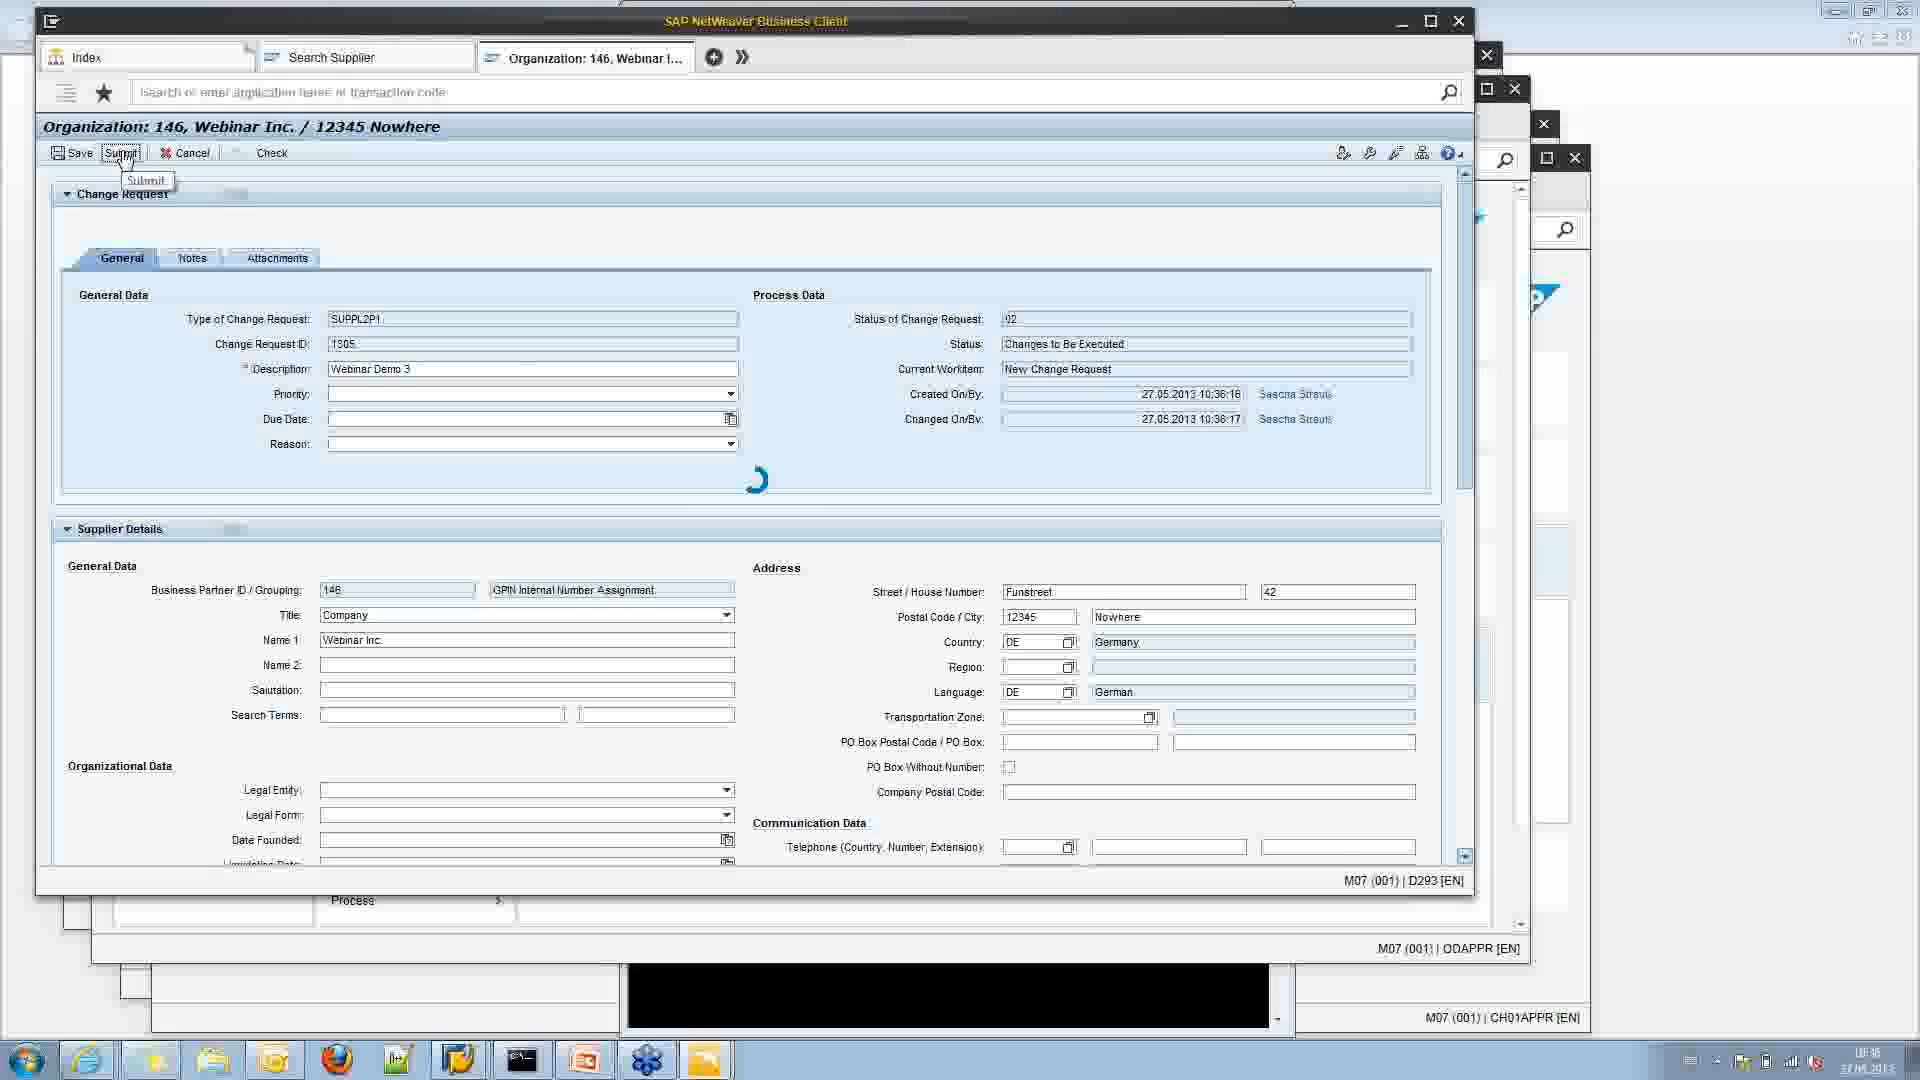 SAP NetWeaver Business Client
Index
Search Supplier
Organization: 146, Webinar I...
Search or enter application name or transaction code
Organization: 146, Webinar Inc. / 12345 Nowhere
Save
Submit
Cancel
Check
Submit
Change Request
General
Notes
Attachments
General Data
Process Data
Type of Change Request:
SUPPL2P1
Status of Change Request:
02
Change Request ID:
1305
Status:
Changes to Be Executed
* Description:
Webinar Demo 3
Current Workitem:
New Change Request
Priority:
Created On/By:
27.05.2013 10:36:16
Due Date:
Changed On/By:
27.05.2013 10:36:17
Reason:
Supplier Details
General Data
Address
Business Partner ID / Grouping:
146
GPIN Internal Number Assignment
Street / House Number:
Funstreet
42
Title:
Company
Postal Code / City:
12345
Nowhere
Name 1:
Webinar Inc.
Country:
DE
Germany
Name 2:
Region:
Salutation:
Language:
DE
German
Search Terms:
Transportation Zone:
PO Box Postal Code / PO Box:
Organizational Data
PO Box Without Number:
Legal Entity:
Company Postal Code:
Legal Form:
Communication Data
Date Founded:
Telephone (Country, Number, Extension):
Liquidation Date:
M07 (001) | D293 [EN]
Process
M07 (001) | ODAPPR [EN]
M07 (001) | CH01APPR [EN]